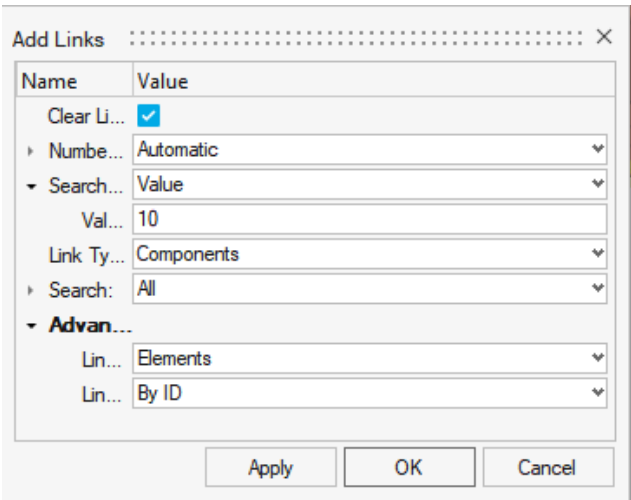 Add Links
Name Value
Clear Li...
Numbe... Automatic
Search... Value
Val... 10
Link Ty... Components
Search: All
Advan...
Lin... Elements
Lin... By ID
Apply OK Cancel